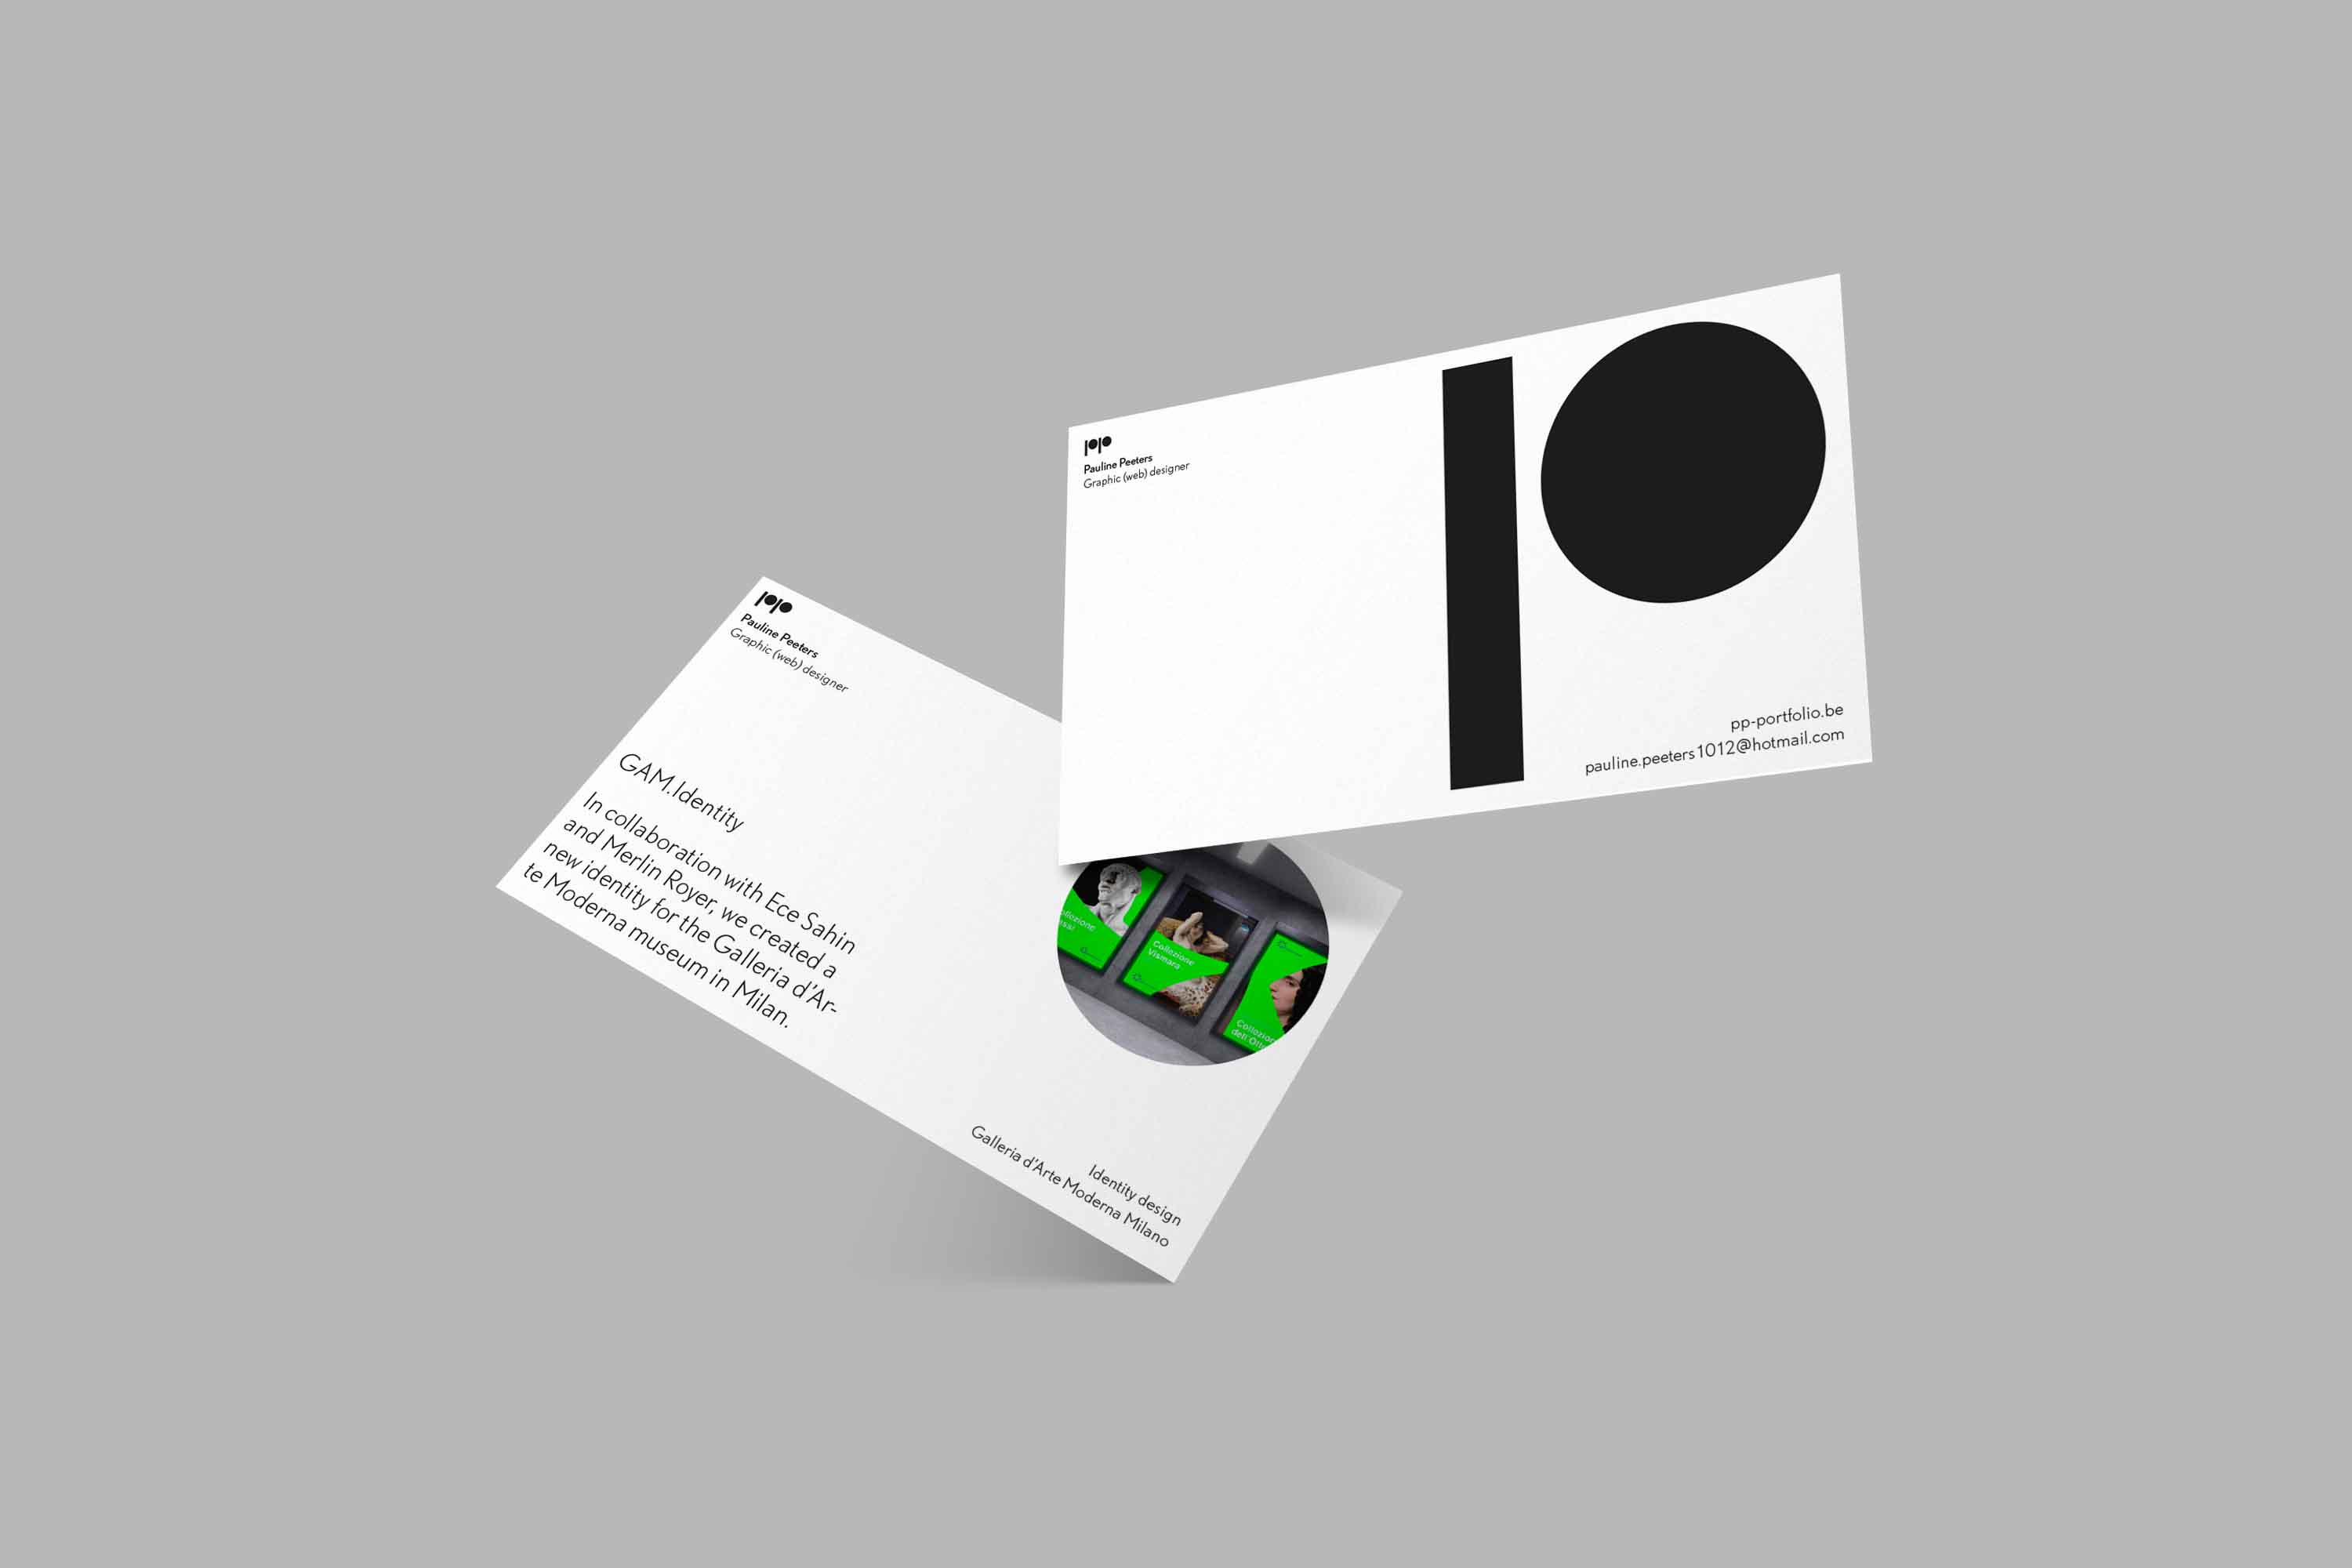 pp
Pauline Peeters
Graphic (web) designer
pp-portfolio.be
pauline.peeters1012@hotmail.com
pp
Pauline Peeters
Graphic (web) designer
GAM.Identity
In collaboration with Ece Sahin
and Merlin Royer, we created a
new identity for the Galleria d'Ar-
te Moderna museum in Milan.
Collezione
Vismara
Identity design
Galleria d'Arte Moderna Milano